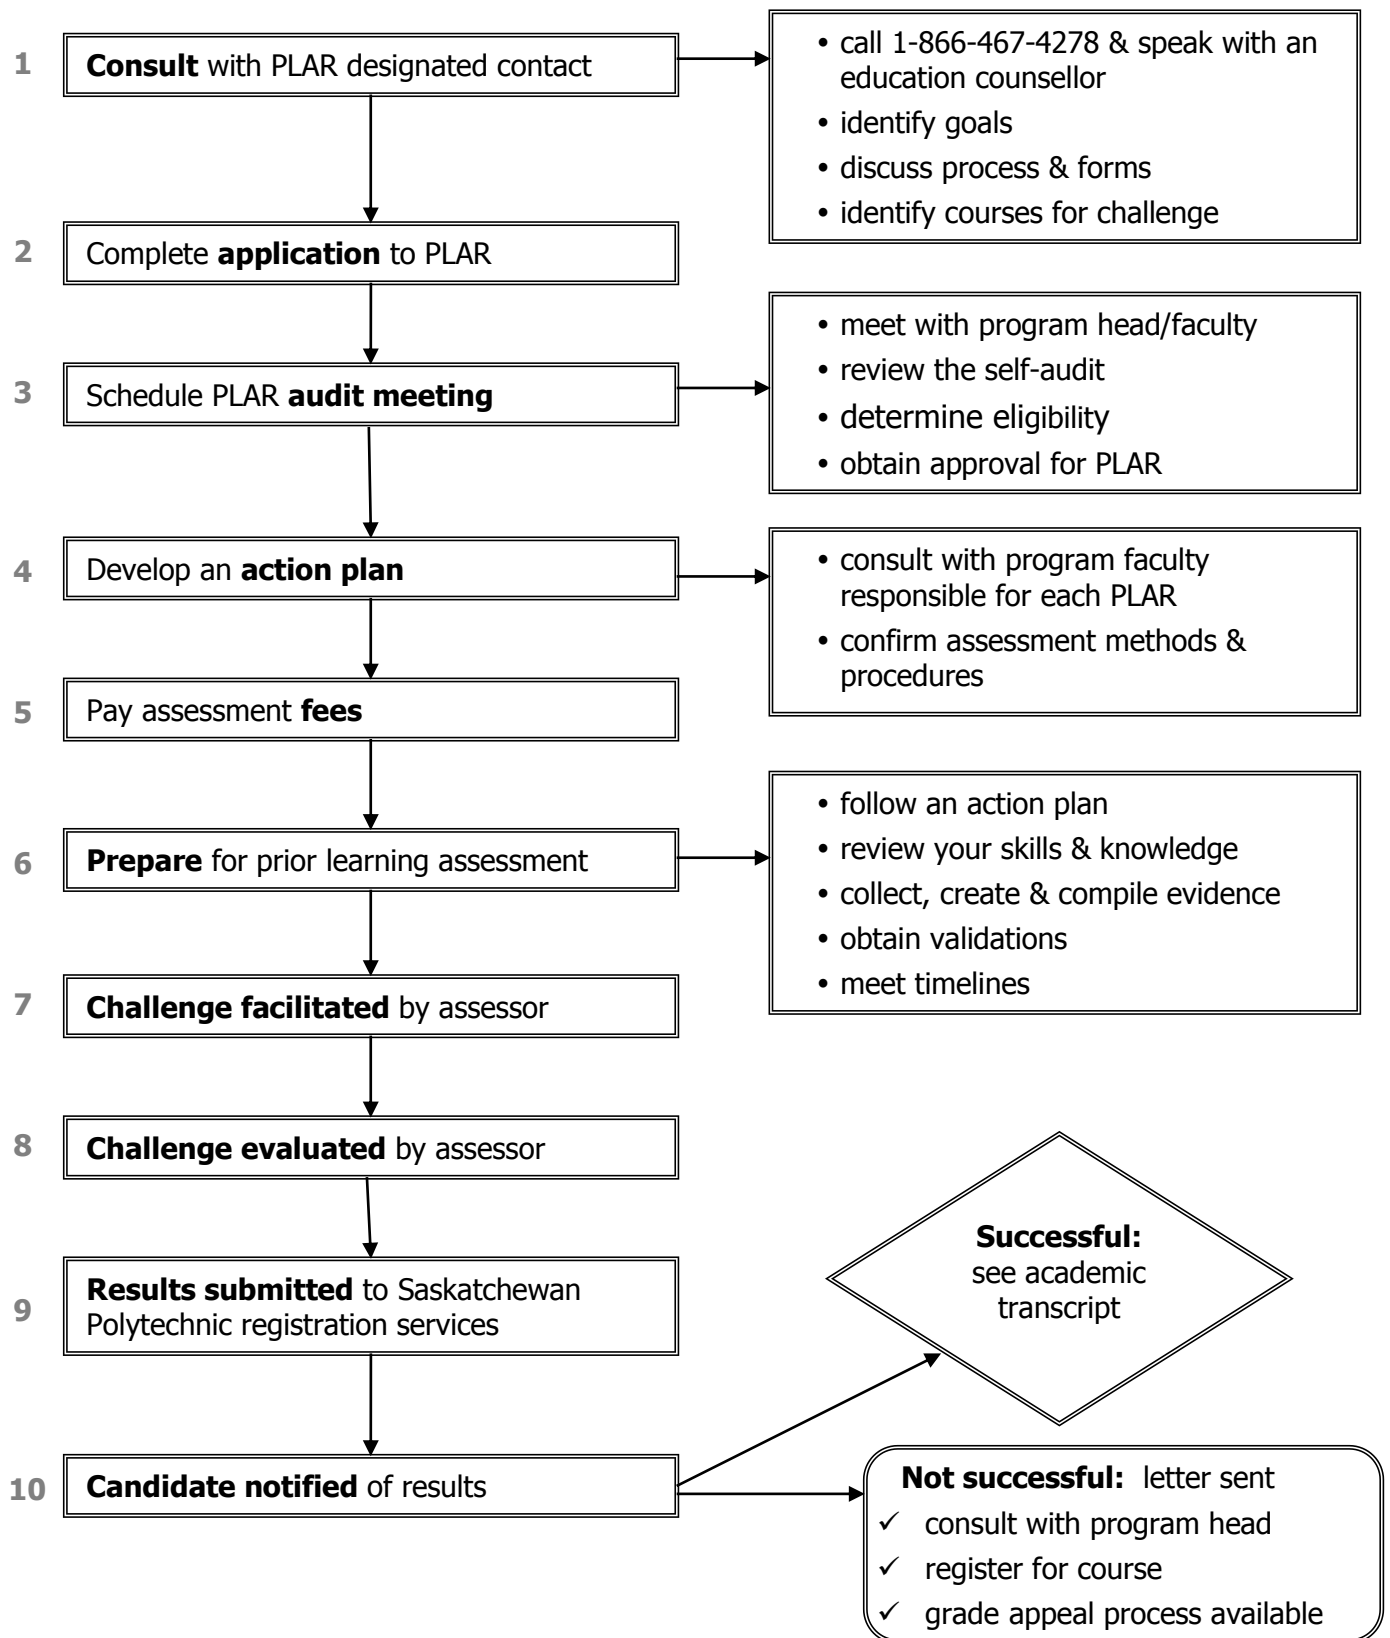 1
Consult with PLAR designated contact
• call 1-866-467-4278 & speak with an
education counsellor
• identify goals
• discuss process & forms
• identify courses for challenge
2
Complete application to PLAR
3
Schedule PLAR audit meeting
• meet with program head/faculty
• review the self-audit
• determine eligibility
• obtain approval for PLAR
4
Develop an action plan
• consult with program faculty
responsible for each PLAR
• confirm assessment methods &
procedures
5
Pay assessment fees
6
Prepare for prior learning assessment
• follow an action plan
• review your skills & knowledge
• collect, create & compile evidence
• obtain validations
• meet timelines
7
Challenge facilitated by assessor
8
Challenge evaluated by assessor
9
Results submitted to Saskatchewan
Polytechnic registration services
10
Candidate notified of results
Successful:
see academic
transcript
Not successful: letter sent
✓ consult with program head
✓ register for course
✓ grade appeal process available